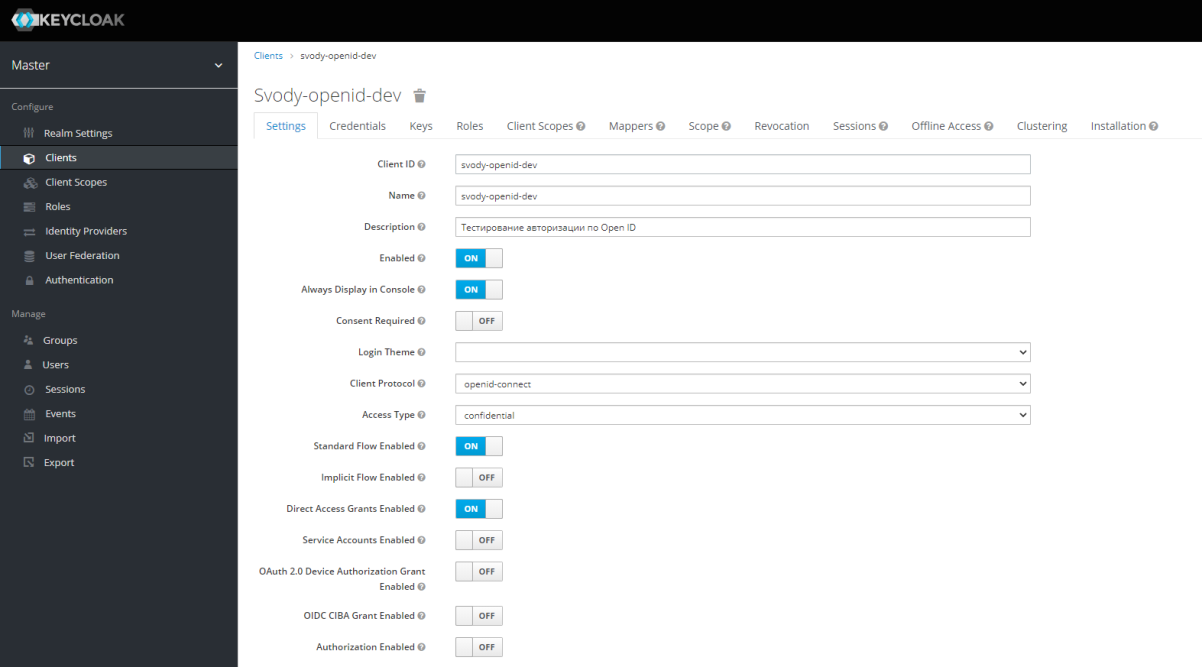 KEYCLOAK
Master
Configure
Realm Settings
Clients
Client Scopes
Roles
Identity Providers
User Federation
Authentication
Manage
Groups
Users
Sessions
Events
Import
Export
Clients > svody-openid-dev
Svody-openid-dev
Settings Credentials Keys Roles Client Scopes Mappers Scope Revocation Sessions Offline Access Clustering Installation
Client ID svody-openid-dev
Name svody-openid-dev
Description Тестирование авторизации по Open ID
Enabled ON
Always Display in Console ON
Consent Required OFF
Login Theme
Client Protocol openid-connect
Access Type confidential
Standard Flow Enabled ON
Implicit Flow Enabled OFF
Direct Access Grants Enabled ON
Service Accounts Enabled OFF
OAuth 2.0 Device Authorization Grant OFF
Enabled
OIDC CIBA Grant Enabled OFF
Authorization Enabled OFF